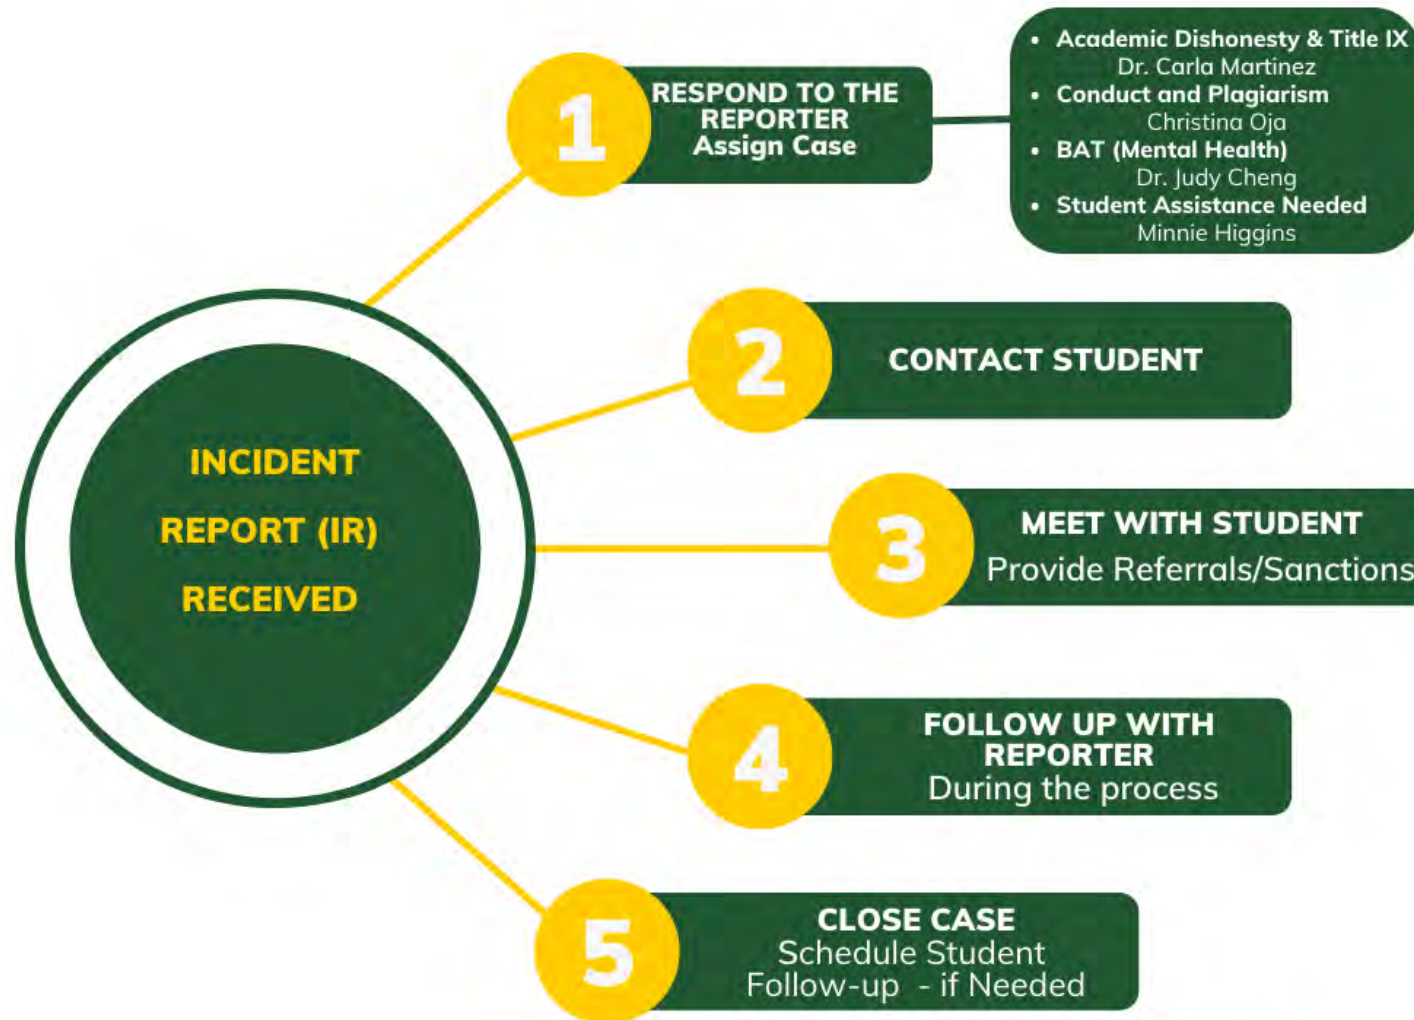 INCIDENT
REPORT (IR)
RECEIVED
1
RESPOND TO THE
REPORTER
Assign Case
• Academic Dishonesty & Title IX
Dr. Carla Martinez
• Conduct and Plagiarism
Christina Oja
• BAT (Mental Health)
Dr. Judy Cheng
• Student Assistance Needed
Minnie Higgins
2
CONTACT STUDENT
3
MEET WITH STUDENT
Provide Referrals/Sanctions
4
FOLLOW UP WITH
REPORTER
During the process
5
CLOSE CASE
Schedule Student
Follow-up - if Needed